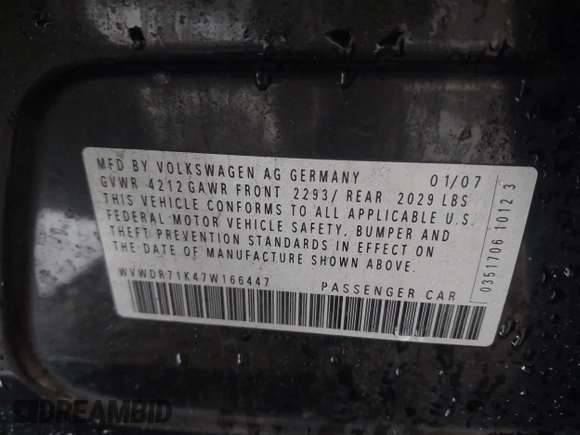 MFD BY VOLKSWAGEN AG GERMANY 01/07
GVWR 4212 GAWR FRONT 2293/ REAR 2029 LBS
THIS VEHICLE CONFORMS TO ALL APPLICABLE U.S.
FEDERAL MOTOR VEHICLE SAFETY, BUMPER AND
THEFT PREVENTION STANDARDS IN EFFECT ON
THE DATE OF MANUFACTURE SHOWN ABOVE.
WVWDR71K47W166447 PASSENGER CAR
0351706 1012 3
DREAMBID